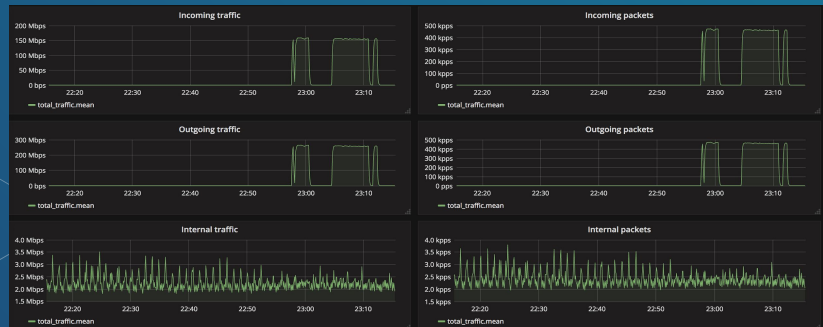 Incoming traffic
200 Mbps
150 Mbps
100 Mbps
50 Mbps
0 bps
22:20 22:30 22:40 22:50 23:00 23:10
total_traffic.mean
Incoming packets
500 kpps
400 kpps
300 kpps
200 kpps
100 kpps
0 pps
22:20 22:30 22:40 22:50 23:00 23:10
total_traffic.mean
Outgoing traffic
300 Mbps
200 Mbps
100 Mbps
0 bps
22:20 22:30 22:40 22:50 23:00 23:10
total_traffic.mean
Outgoing packets
500 kpps
400 kpps
300 kpps
200 kpps
100 kpps
0 pps
22:20 22:30 22:40 22:50 23:00 23:10
total_traffic.mean
Internal traffic
4.0 Mbps
3.5 Mbps
3.0 Mbps
2.5 Mbps
2.0 Mbps
1.5 Mbps
22:20 22:30 22:40 22:50 23:00 23:10
total_traffic.mean
Internal packets
4.0 kpps
3.5 kpps
3.0 kpps
2.5 kpps
2.0 kpps
1.5 kpps
22:20 22:30 22:40 22:50 23:00 23:10
total_traffic.mean